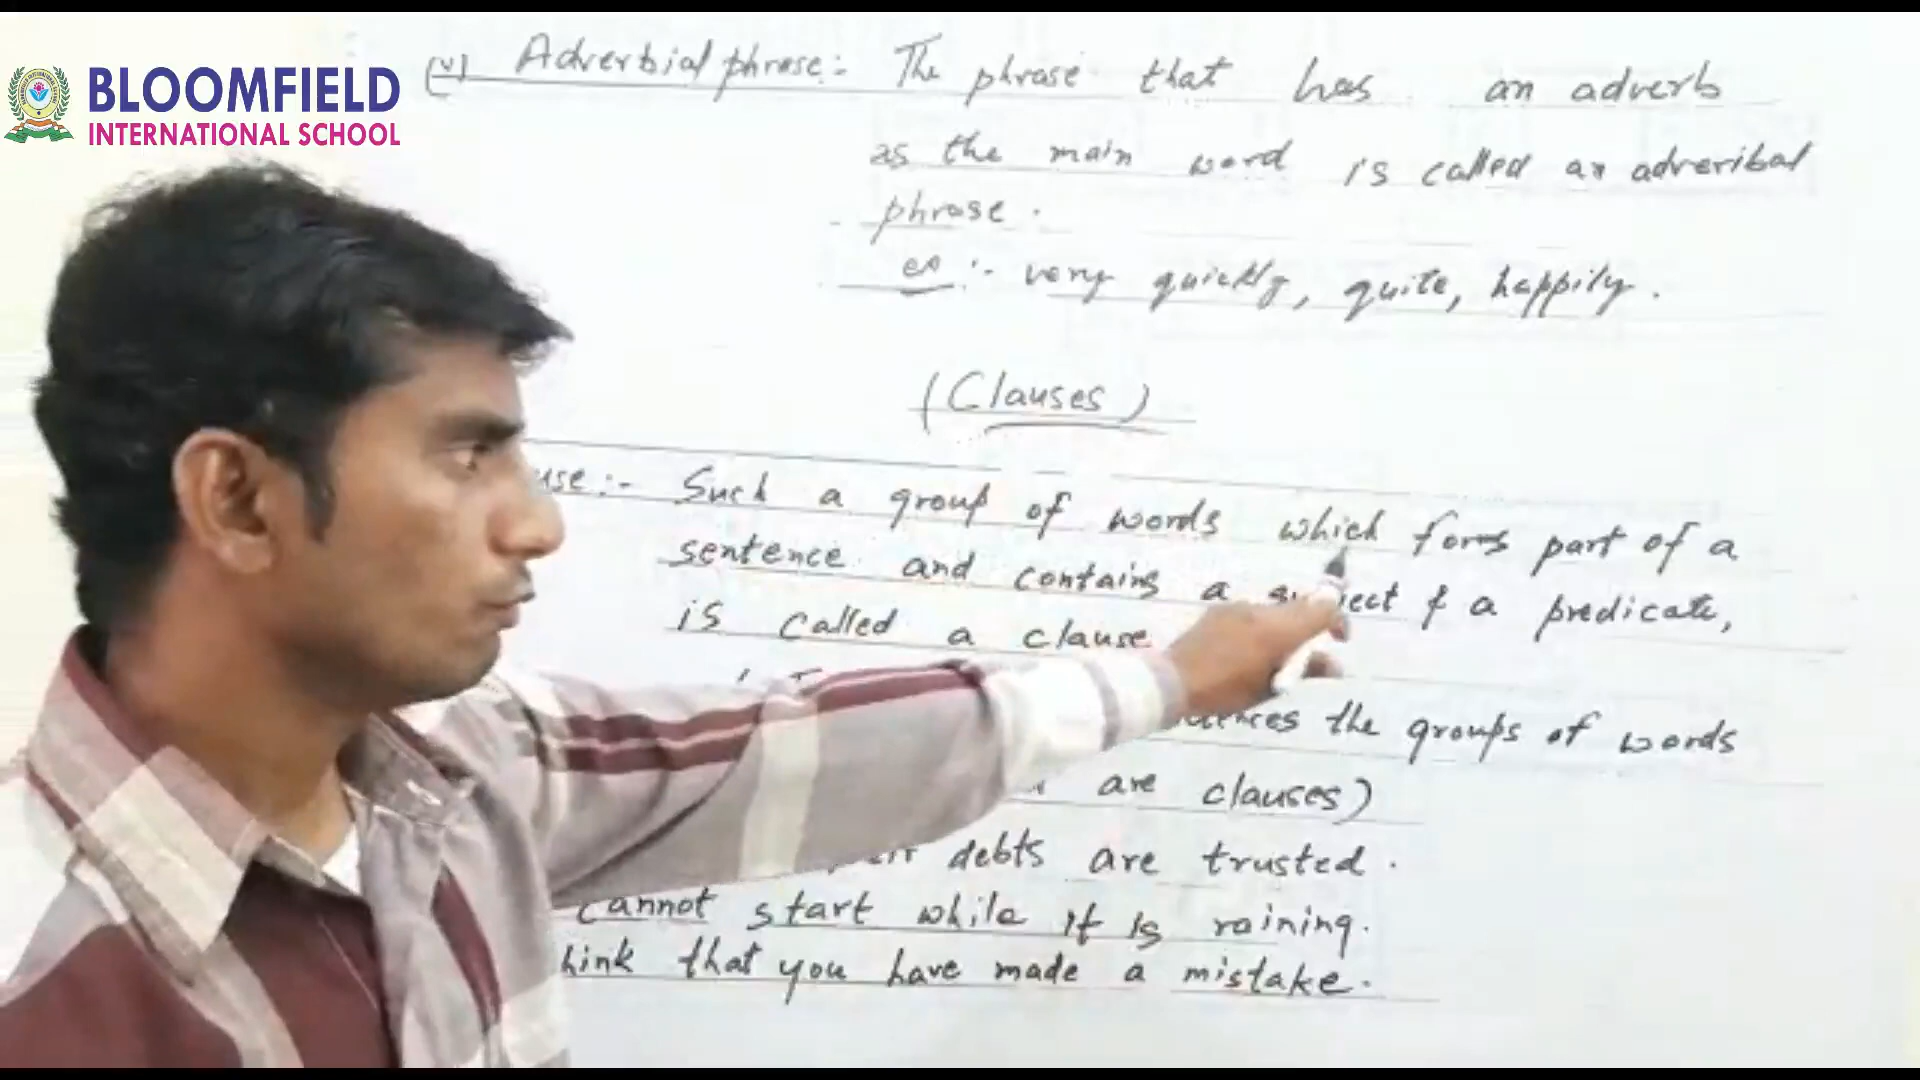 BLOOMFIELD
INTERNATIONAL SCHOOL
(v) Adverbial phrase:- The phrase that has an adverb
as the main word is called an adveribal
phrase.
ex :- very quickly, quite, happily.
(Clauses)
use:- Such a group of words which forms part of a
sentence and contains a subject & a predicate,
is called a clause
the groups of words
are clauses)
debts are trusted.
cannot start while it is raining.
hink that you have made a mistake.